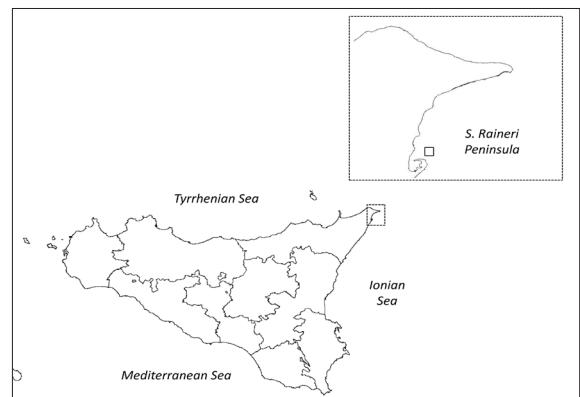 S. Raineri
Peninsula
Tyrrhenian Sea
Ionian
Sea
Mediterranean Sea